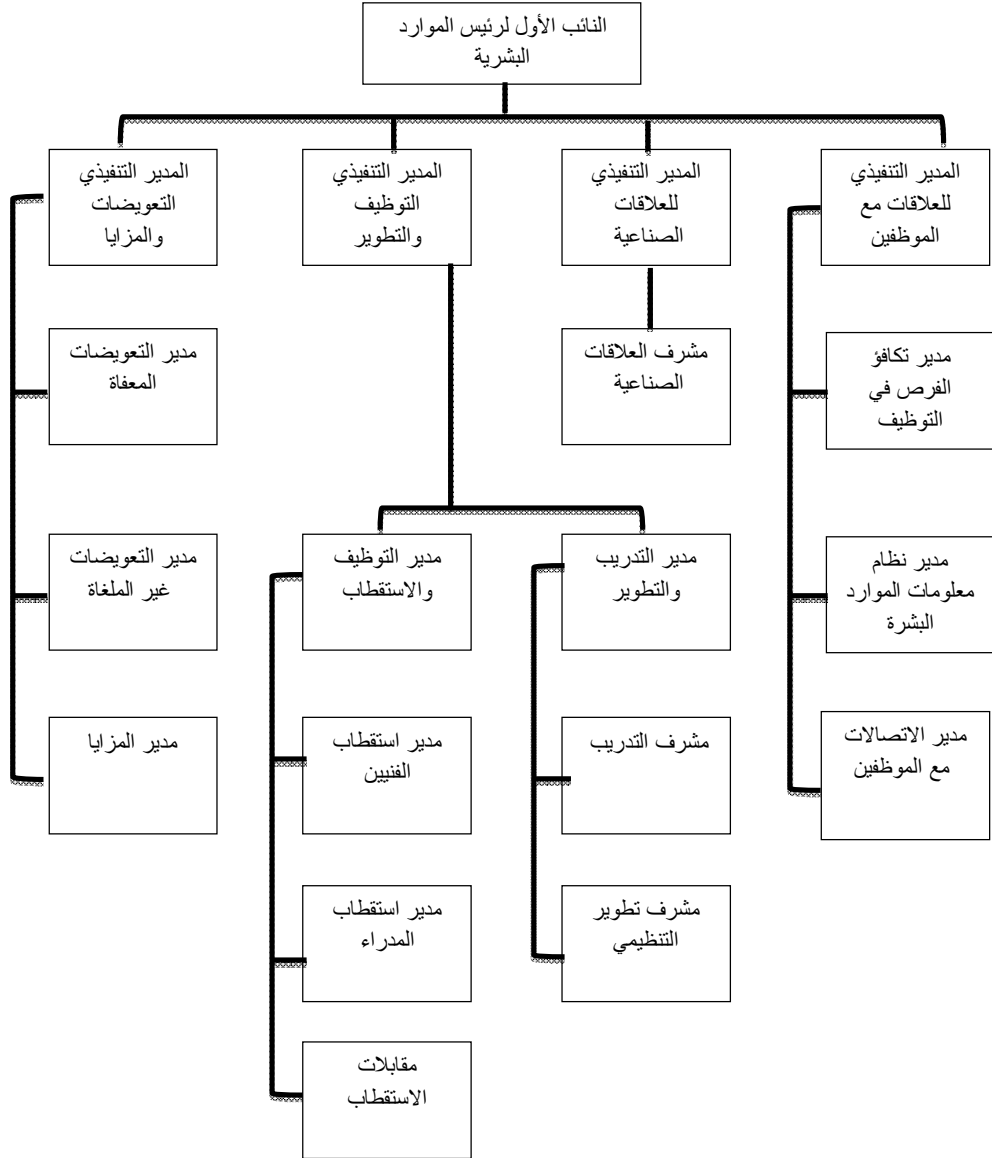 النائب الأول لرئيس الموارد
البشرية
المدير التنفيذي
للعلاقات مع
الموظفين
المدير التنفيذي
للعلاقات
الصناعية
المدير التنفيذي
التوظيف
والتطوير
المدير التنفيذي
التعويضات
والمزايا
مدير تكافؤ
الفرص في
التوظيف
مشرف العلاقات
الصناعية
مدير التعويضات
المعفاة
مدير نظام
معلومات الموارد
البشرة
مدير التدريب
والتطوير
مدير التوظيف
والاستقطاب
مدير التعويضات
غير الملغاة
مدير الاتصالات
مع الموظفين
مشرف التدريب
مدير استقطاب
الفنيين
مدير المزايا
مشرف تطوير
التنظيمي
مدير استقطاب
المدراء
مقابلات
الاستقطاب